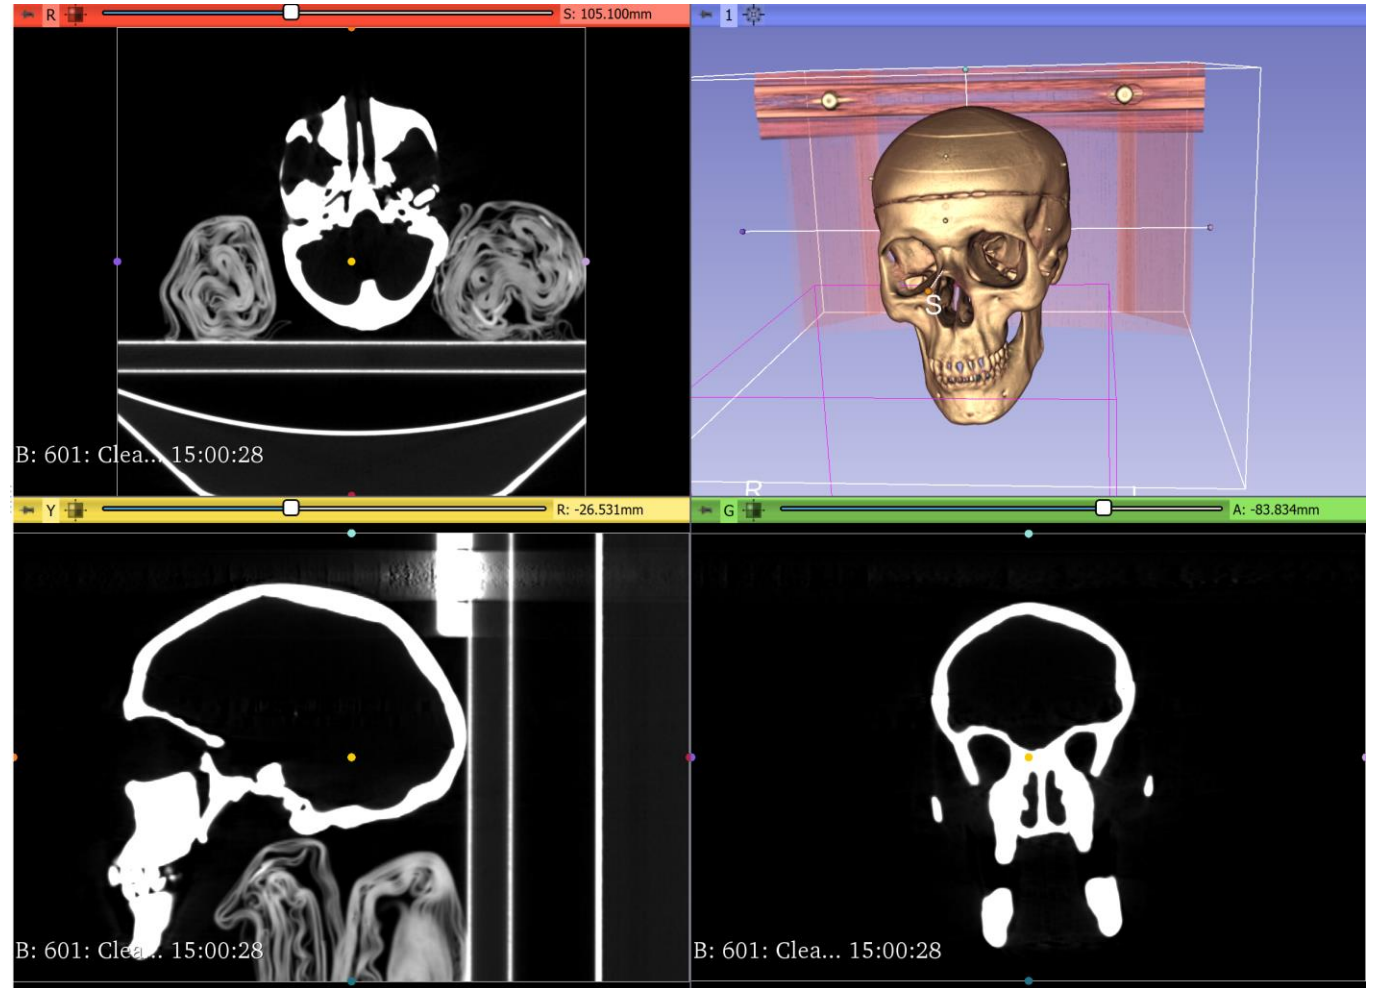 R S: 105.100mm
1
S
B: 601: Clea... 15:00:28
R
Y R: -26.531mm
G A: -83.834mm
B: 601: Clea... 15:00:28
B: 601: Clea... 15:00:28